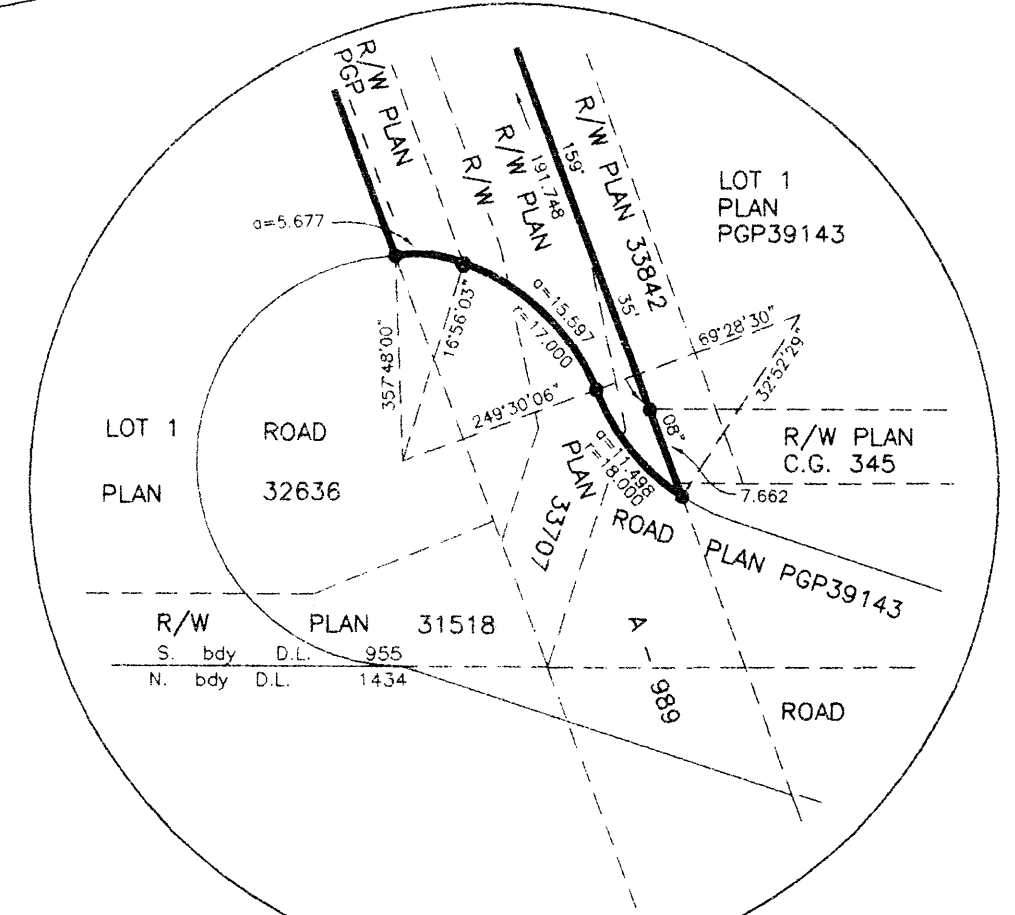 R/W PLAN
PGP
R/W
R/W PLAN
191.748
159°
35'
08"
R/W PLAN 33842
LOT 1
PLAN
PGP39143
a=5.677
a=15.597
r=17.000
16°56'03"
357°48'00"
249°30'06"
69°28'30"
32°52'29"
LOT 1
PLAN
ROAD
32636
R/W PLAN
C.G. 345
7.662
a=11.498
r=18.000
PLAN 33707
ROAD
PLAN PGP39143
R/W PLAN 31518
S. bdy D.L. 955
N. bdy D.L. 1434
A - 989
ROAD